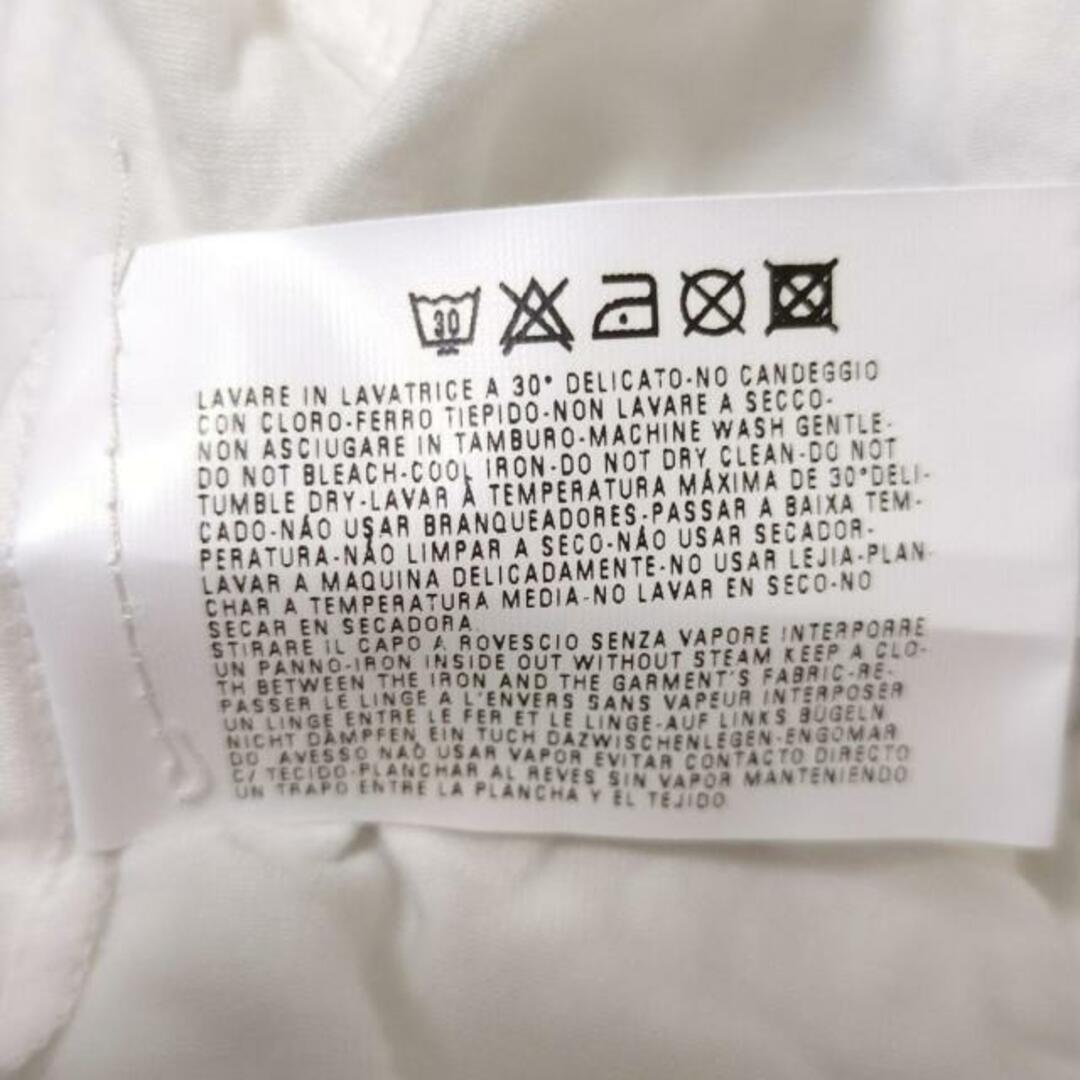 30
LAVARE IN LAVATRICE A 30° DELICATO-NO CANDEGGIO
CON CLORO-FERRO TIEPIDO-NON LAVARE A SECCO-
NON ASCIUGARE IN TAMBURO-MACHINE WASH GENTLE-
DO NOT BLEACH-COOL IRON-DO NOT DRY CLEAN-DO NOT
TUMBLE DRY-LAVAR À TEMPERATURA MÁXIMA DE 30°DELI-
CADO-NÃO USAR BRANQUEADORES-PASSAR A BAIXA TEM-
PERATURA-NÃO LIMPAR A SECO-NÃO USAR SECADOR-
LAVAR A MAQUINA DELICADAMENTE-NO USAR LEJIA-PLAN-
CHAR A TEMPERATURA MEDIA-NO LAVAR EN SECO-NO
SECAR EN SECADORA.
STIRARE IL CAPO A ROVESCIO SENZA VAPORE INTERPORRE
UN PANNO-IRON INSIDE OUT WITHOUT STEAM KEEP A CLO-
TH BETWEEN THE IRON AND THE GARMENT'S FABRIC-RE-
PASSER LE LINGE A L'ENVERS SANS VAPEUR INTERPOSER
UN LINGE ENTRE LE FER ET LE LINGE-AUF LINKS BÜGELN
NICHT DÄMPFEN EIN TUCH DAZWISCHENLEGEN-ENGOMAR
DO AVESSO NAO USAR VAPOR EVITAR CONTACTO DIRECTO
C/ TECIDO-PLANCHAR AL REVES SIN VAPOR MANTENIENDO
UN TRAPO ENTRE LA PLANCHA Y EL TEJIDO.